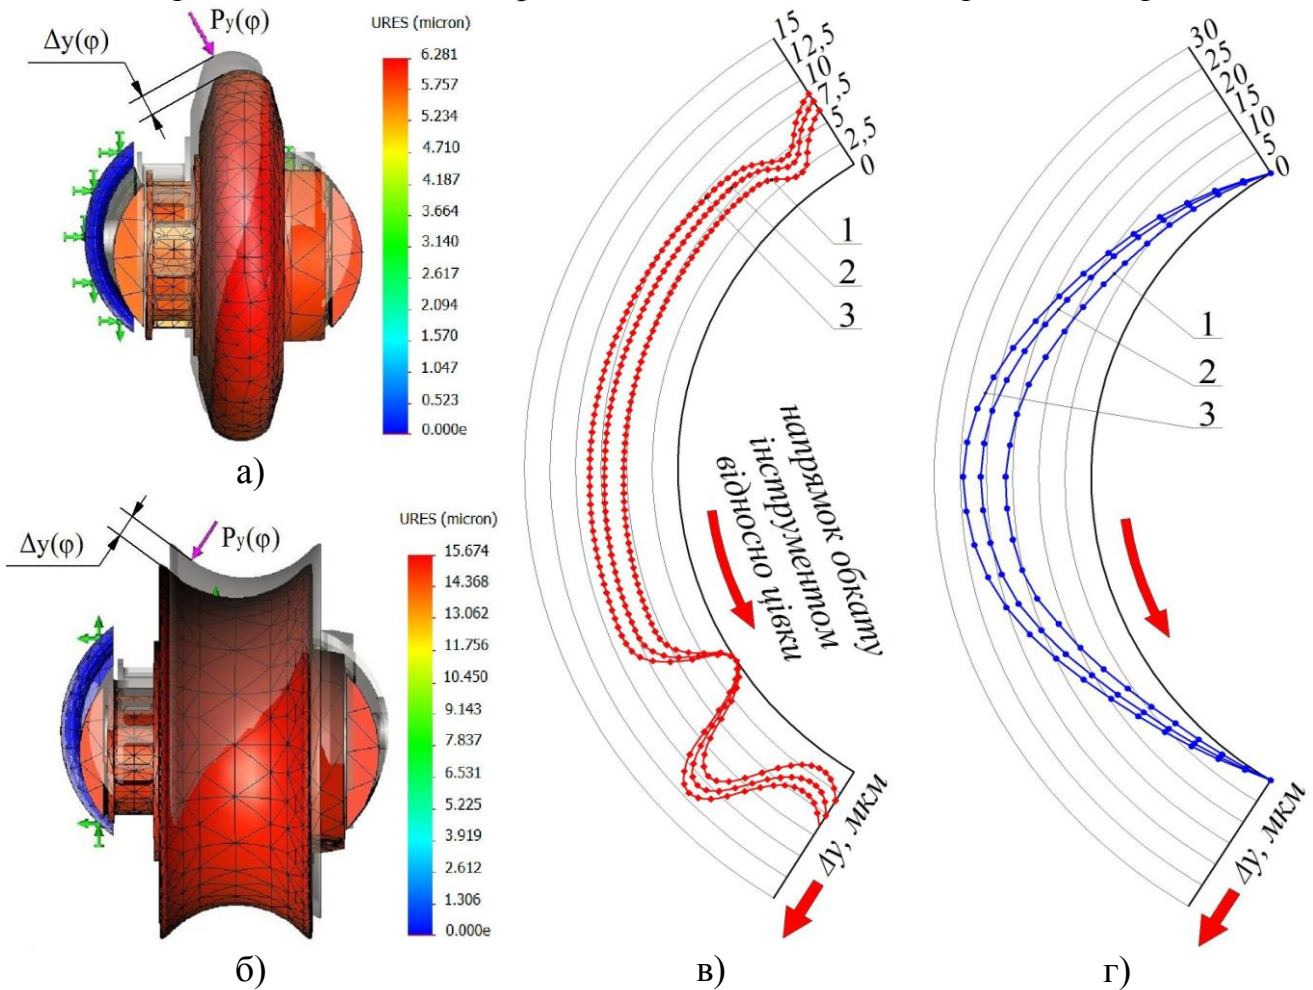 Py(φ)
Δy(φ)
URES (micron)
6.281
5.757
5.234
4.710
4.187
3.664
3.140
2.617
2.094
1.570
1.047
0.523
0.000e
а)
Py(φ)
Δy(φ)
URES (micron)
15.674
14.368
13.062
11.756
10.450
9.143
7.837
6.531
5.225
3.919
2.612
1.306
0.000e
б)
15
12,5
10
7,5
5
2,5
0
1
2
3
напрямок обкату
інструментом
відносно цівки
Δy, мкм
в)
30
25
20
15
10
5
0
1
2
3
Δy, мкм
г)